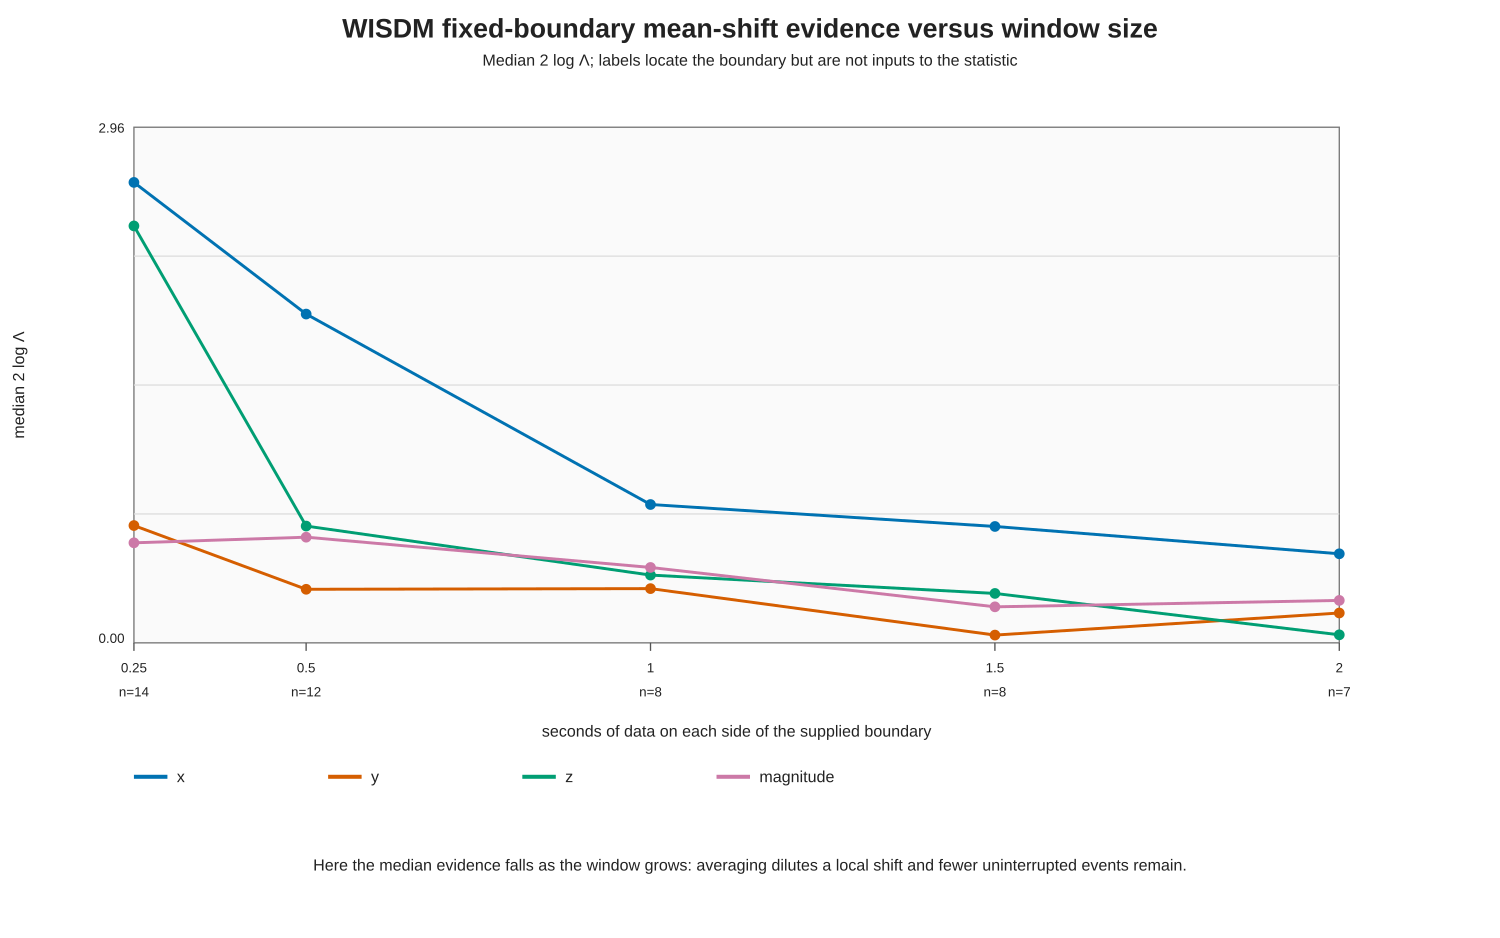 WISDM fixed-boundary mean-shift evidence versus window size
Median 2 log Λ; labels locate the boundary but are not inputs to the statistic
2.96
median 2 log Λ
0.00
0.25 0.5 1 1.5 2
n=14 n=12 n=8 n=8 n=7
seconds of data on each side of the supplied boundary
x y z magnitude
Here the median evidence falls as the window grows: averaging dilutes a local shift and fewer uninterrupted events remain.